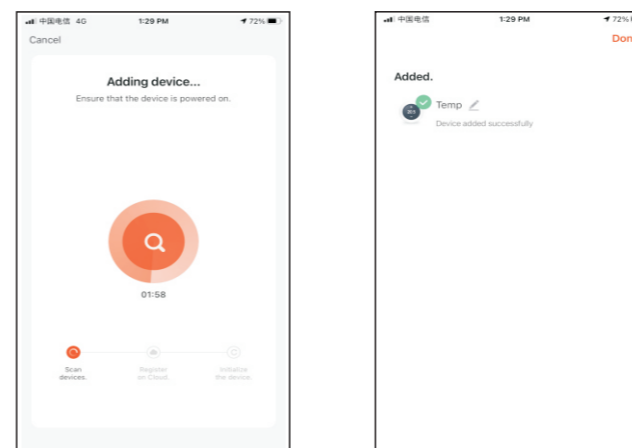 中国电信 4G 1:29 PM 72%
Cancel
Adding device...
Ensure that the device is powered on.
01:58
Scan devices.
Register on Cloud.
Initialize the device.
中国电信 1:29 PM 72%
Don
Added.
Temp
Device added successfully